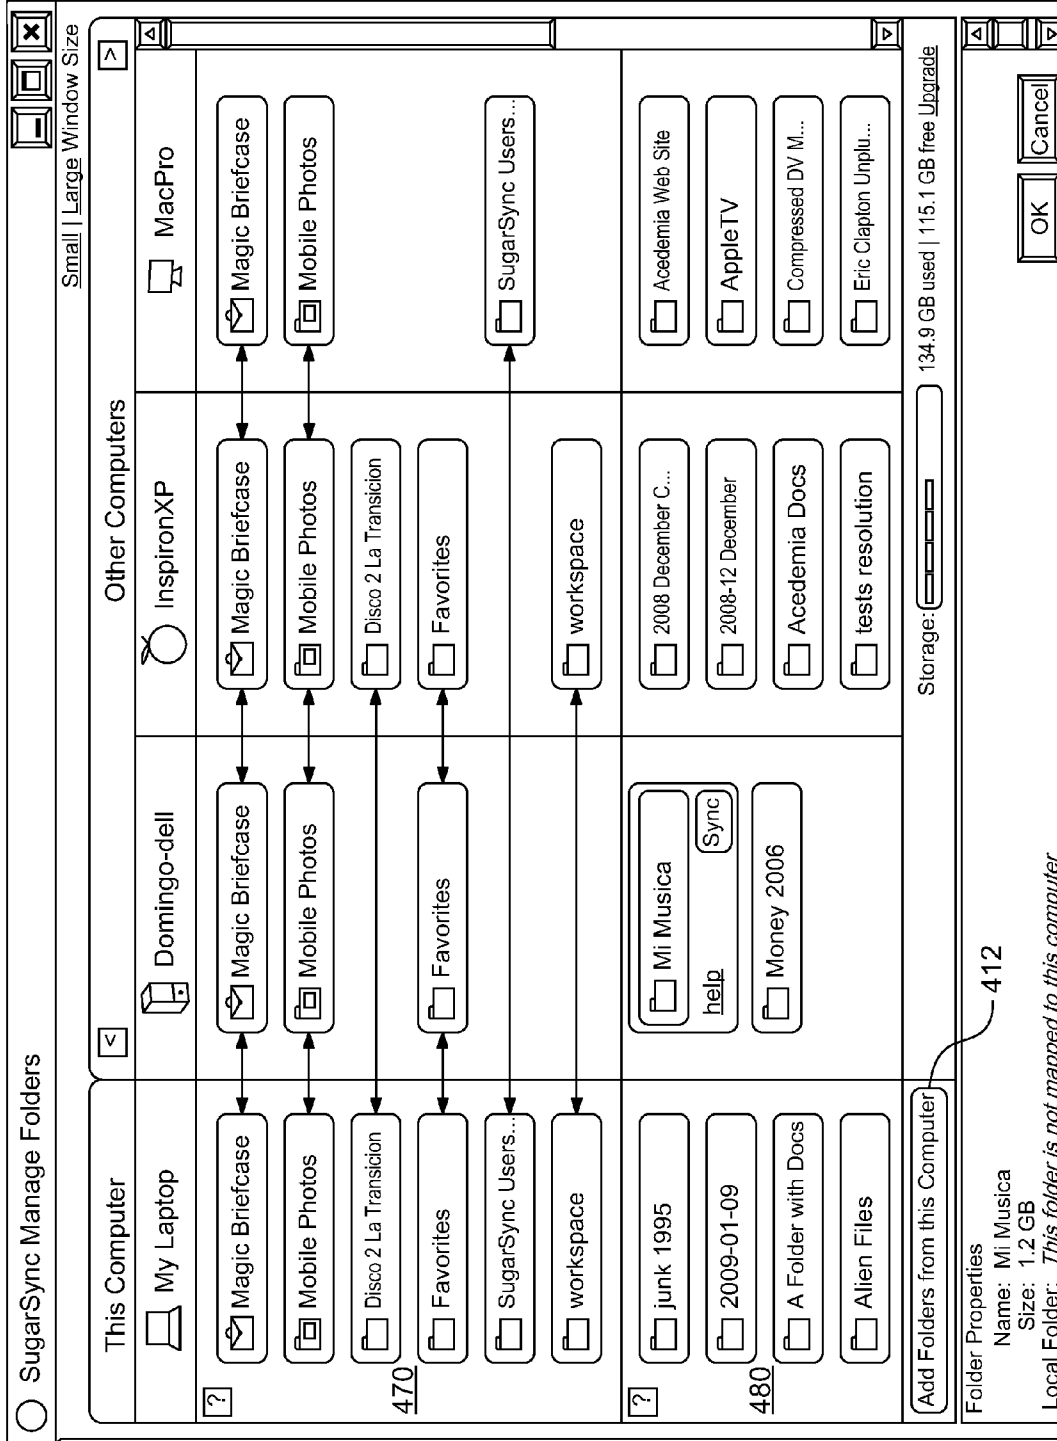 SugarSync Manage Folders
Small | Large Window Size
This Computer
<
Other Computers
>
My Laptop
Domingo-dell
InspironXP
MacPro
?
470
Magic Briefcase
Magic Briefcase
Magic Briefcase
Magic Briefcase
Mobile Photos
Mobile Photos
Mobile Photos
Mobile Photos
Disco 2 La Transicion
Disco 2 La Transicion
Favorites
Favorites
Favorites
SugarSync Users...
SugarSync Users...
workspace
workspace
?
480
junk 1995
Mi Musica
help
Sync
2008 December C...
Acedemia Web Site
2009-01-09
Money 2006
2008-12 December
AppleTV
A Folder with Docs
Acedemia Docs
Compressed DV M...
Alien Files
tests resolution
Eric Clapton Unplu...
Add Folders from this Computer
Storage:
134.9 GB used | 115.1 GB free Upgrade
412
Folder Properties
Name: Mi Musica
Size: 1.2 GB
Local Folder: This folder is not mapped to this computer
OK
Cancel